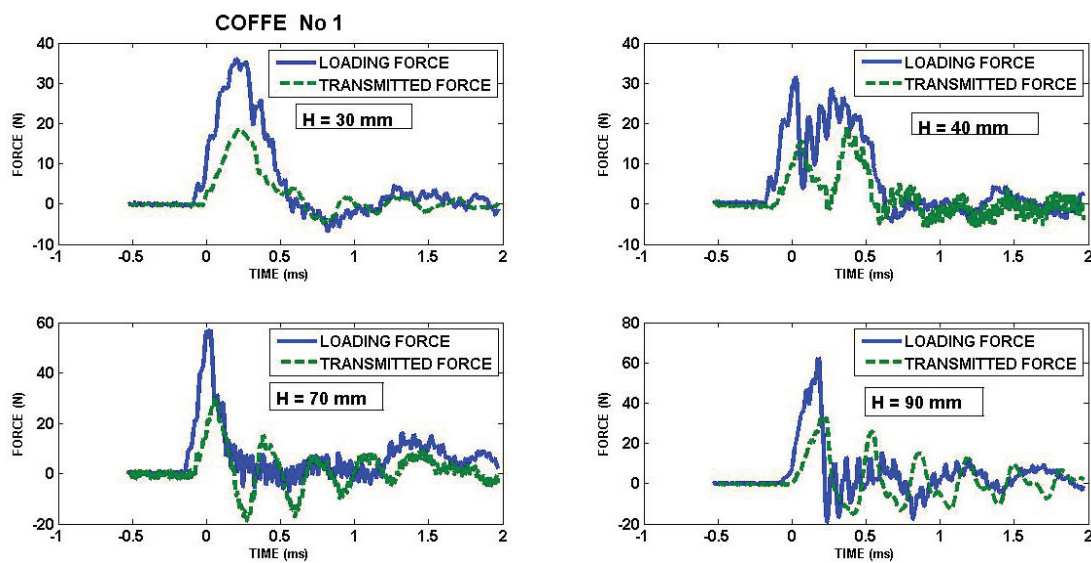 COFFE No 1
40
30
20
10
0
-10
FORCE (N)
LOADING FORCE
TRANSMITTED FORCE
H = 30 mm
-1 -0.5 0 0.5 1 1.5 2
TIME (ms)
40
30
20
10
0
-10
FORCE (N)
LOADING FORCE
TRANSMITTED FORCE
H = 40 mm
-1 -0.5 0 0.5 1 1.5 2
TIME (ms)
60
40
20
0
-20
FORCE (N)
LOADING FORCE
TRANSMITTED FORCE
H = 70 mm
-1 -0.5 0 0.5 1 1.5 2
TIME (ms)
80
60
40
20
0
-20
FORCE (N)
LOADING FORCE
TRANSMITTED FORCE
H = 90 mm
-1 -0.5 0 0.5 1 1.5 2
TIME (ms)